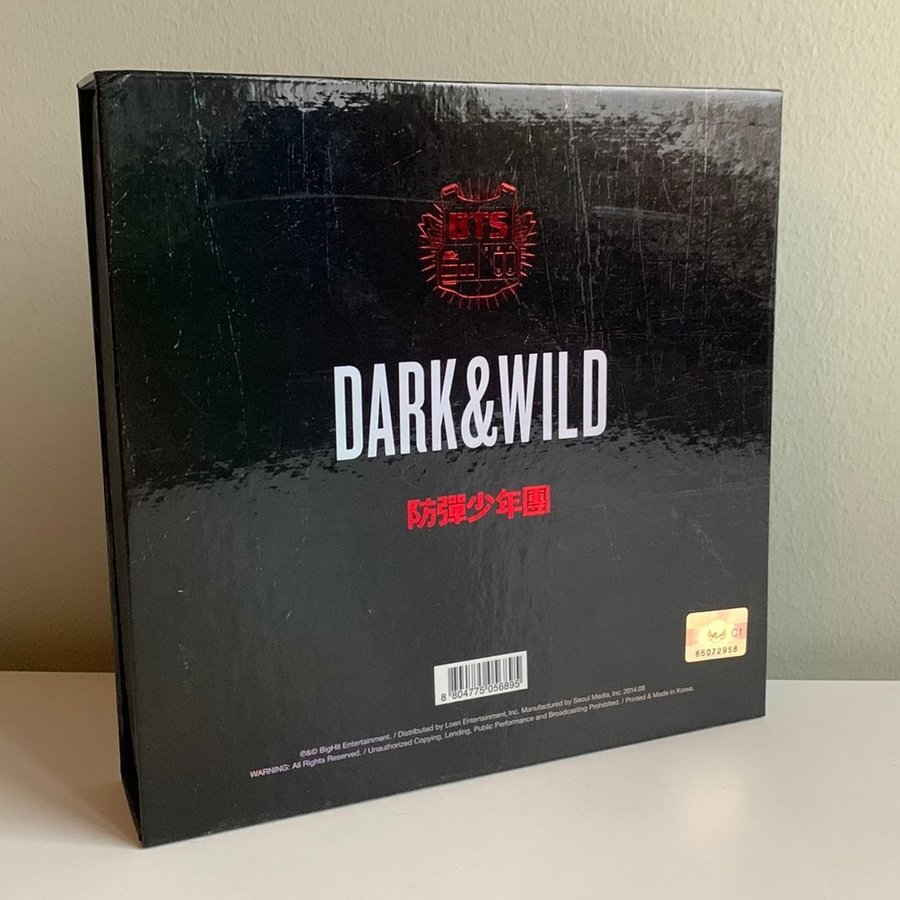 BTS
DARK&WILD
防彈少年團
C1
66072958
8 804775 056895
℗&© BigHit Entertainment. / Distributed by Loen Entertainment, Inc. Manufactured by Seoul Media, Inc. 2014.08
WARNING: All Rights Reserved. / Unauthorized Copying, Lending, Public Performance and Broadcasting Prohibited. / Printed & Made in Korea.